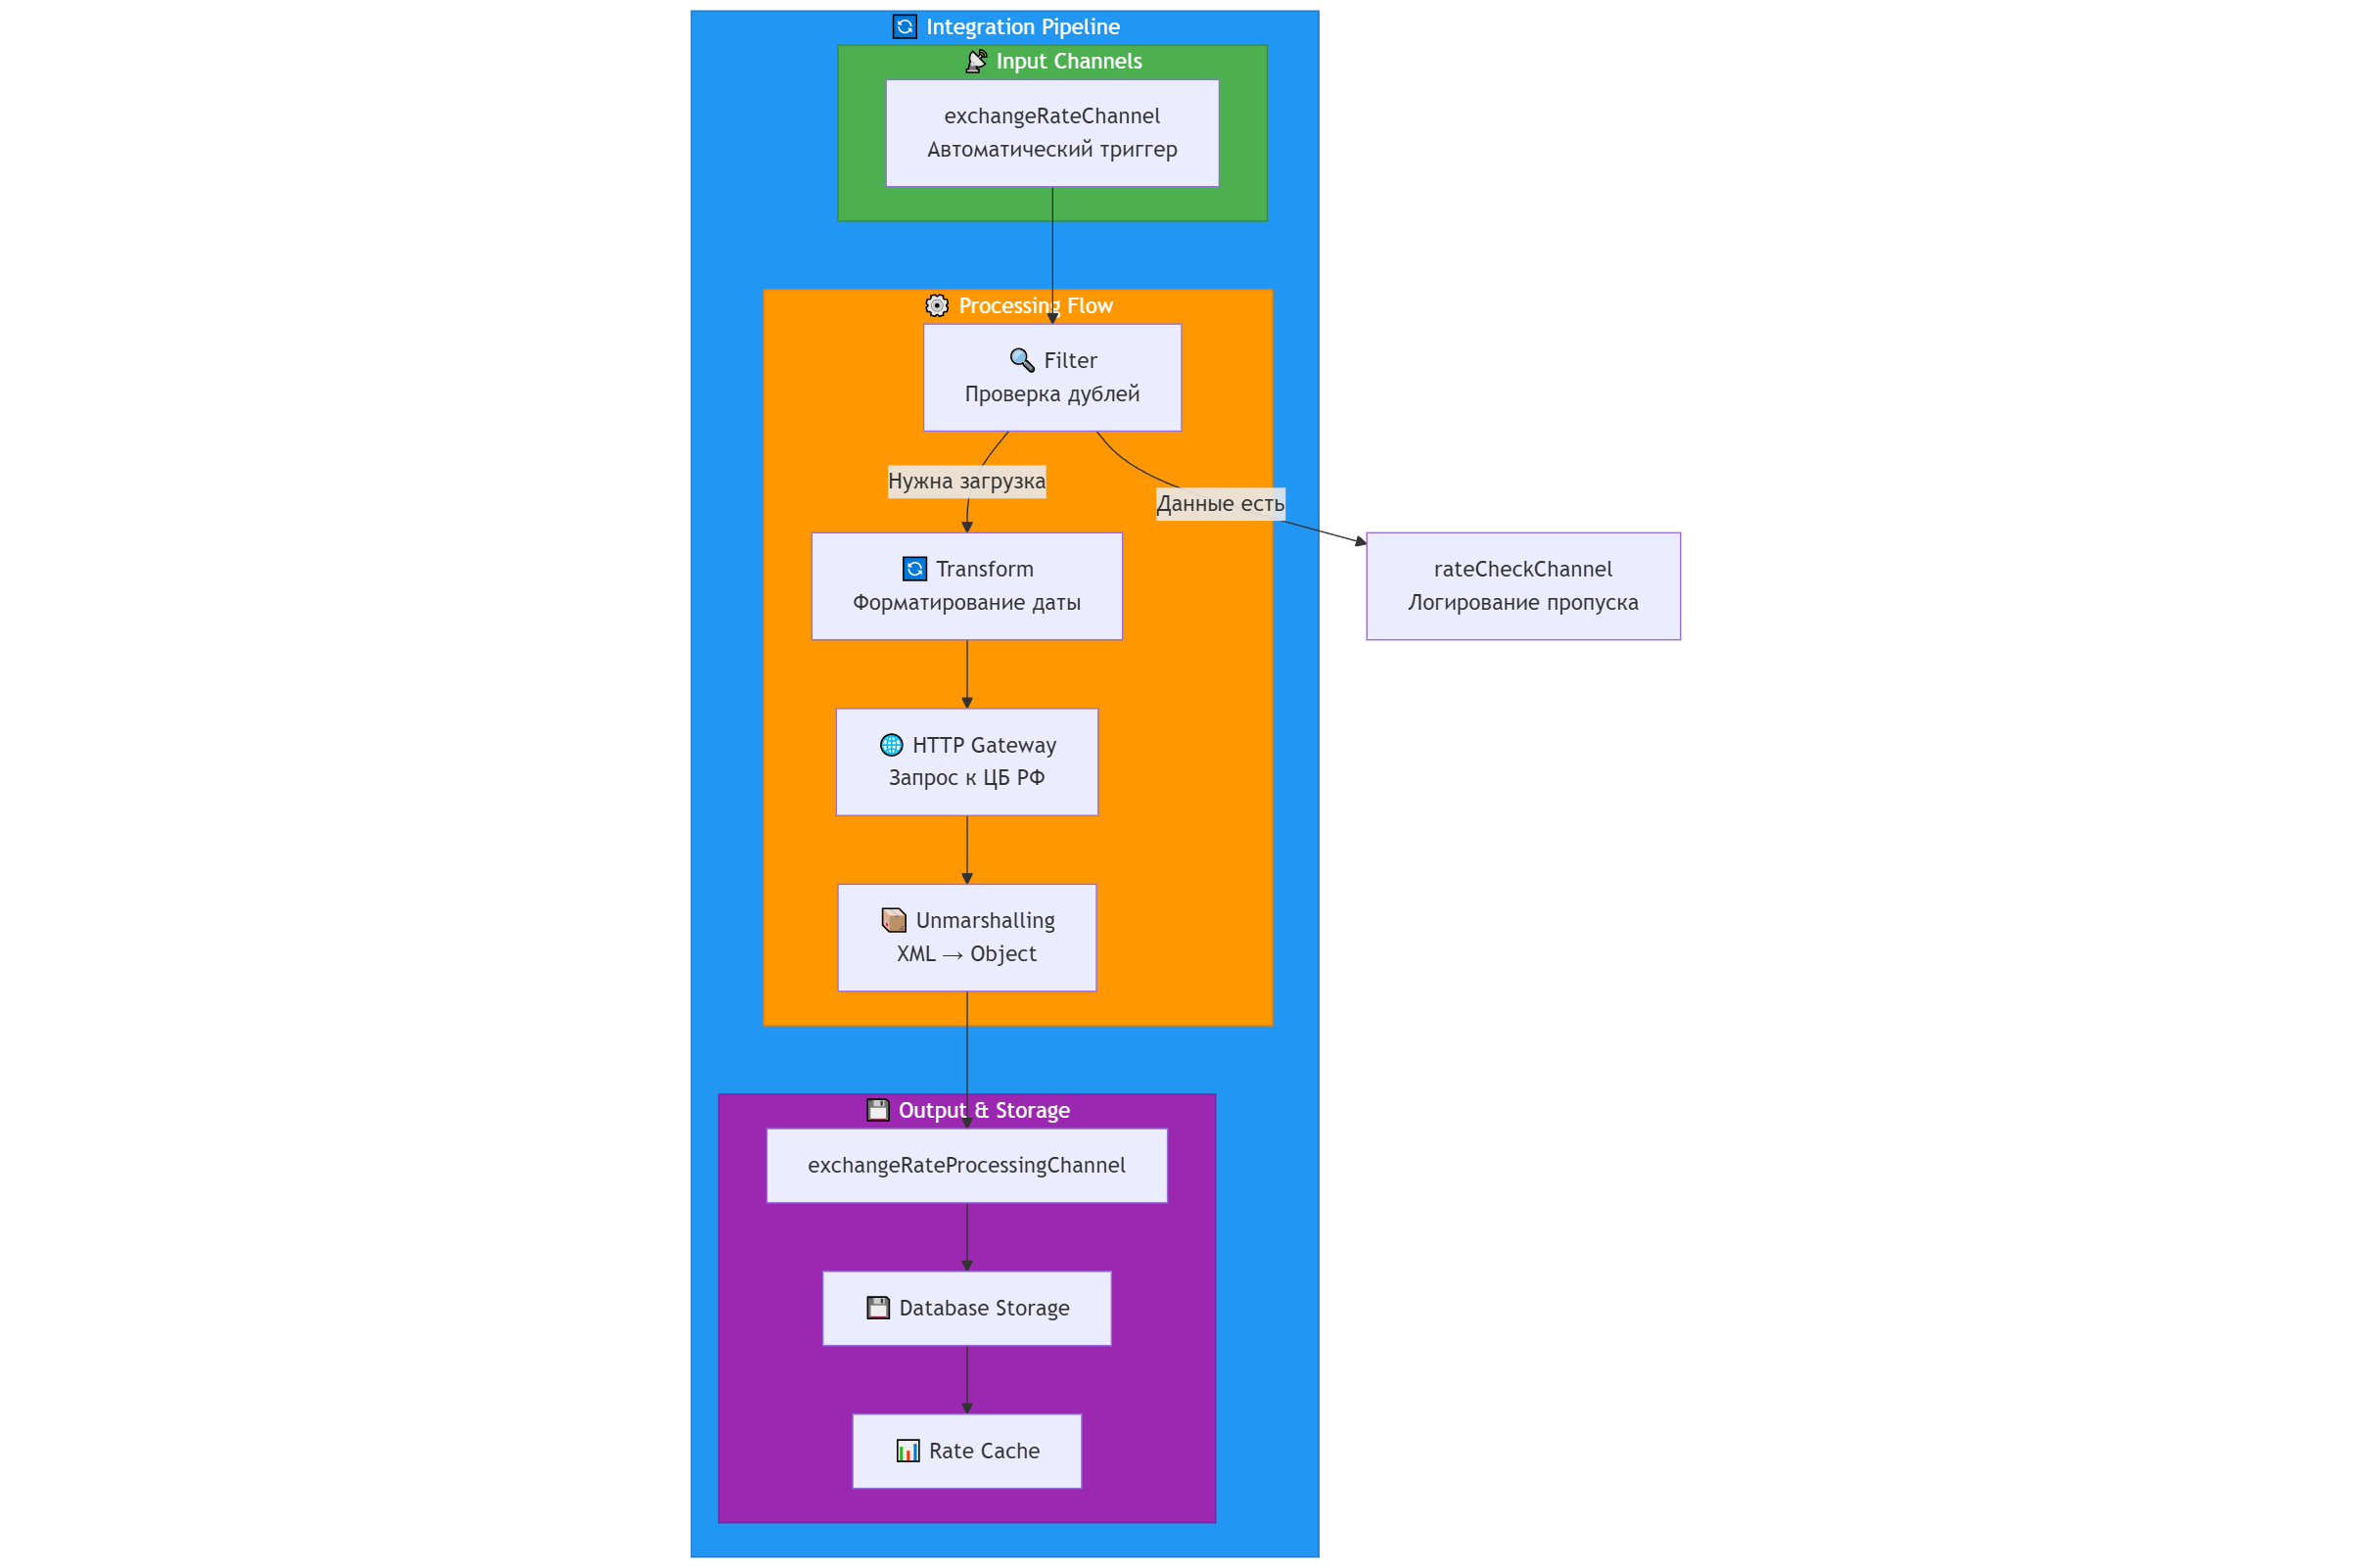 Integration Pipeline
Input Channels
exchangeRateChannel
Автоматический триггер
Processing Flow
Filter
Проверка дублей
Нужна загрузка
Данные есть
Transform
Форматирование даты
rateCheckChannel
Логирование пропуска
HTTP Gateway
Запрос к ЦБ РФ
Unmarshalling
XML → Object
Output & Storage
exchangeRateProcessingChannel
Database Storage
Rate Cache